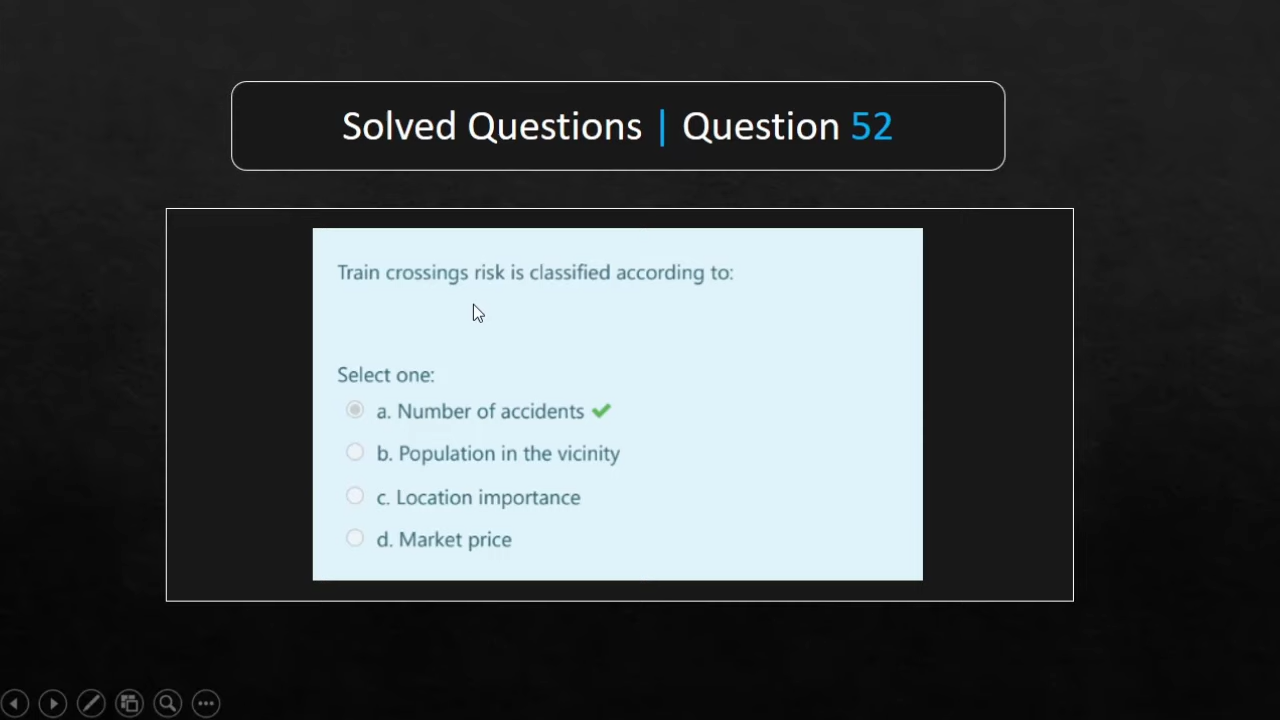 Solved Questions | Question 52
Train crossings risk is classified according to:
Select one:
a. Number of accidents
b. Population in the vicinity
c. Location importance
d. Market price